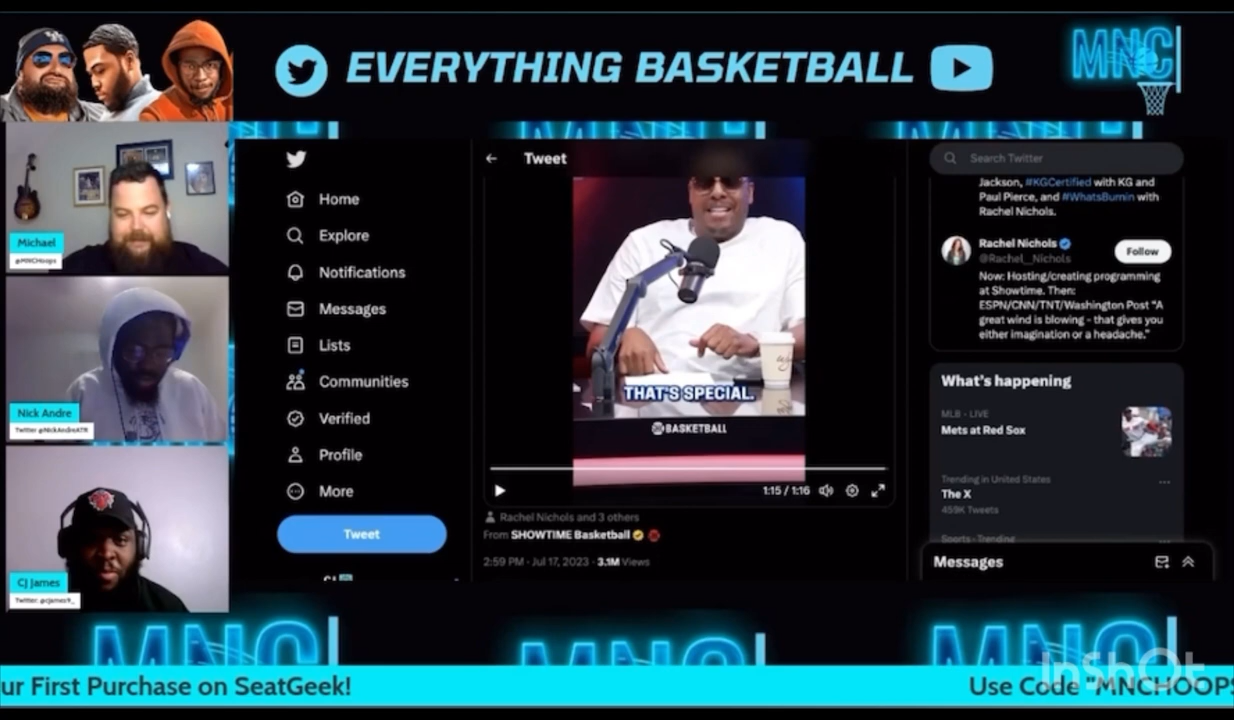 EVERYTHING BASKETBALL
MNC
Michael
@MNCHoops
Nick Andre
Twitter @NickAndreATR
CJ James
Twitter: @cjames9_
Home
Explore
Notifications
Messages
Lists
Communities
Verified
Profile
More
Tweet
Tweet
THAT'S SPECIAL.
BASKETBALL
1:15 / 1:16
Rachel Nichols and 3 others
From SHOWTIME Basketball
2:59 PM · Jul 17, 2023 · 3.1M Views
Search Twitter
Jackson, #KGCertified with KG and
Paul Pierce, and #WhatsBurnin with
Rachel Nichols.
Rachel Nichols
@Rachel__Nichols
Follow
Now: Hosting/creating programming
at Showtime. Then:
ESPN/CNN/TNT/Washington Post "A
great wind is blowing - that gives you
either imagination or a headache."
What's happening
MLB · LIVE
Mets at Red Sox
Trending in United States
The X
459K Tweets
Sports · Trending
Messages
MNC
MNC
MNC
InShOt
ur First Purchase on SeatGeek!
Use Code "MNCHOOPS